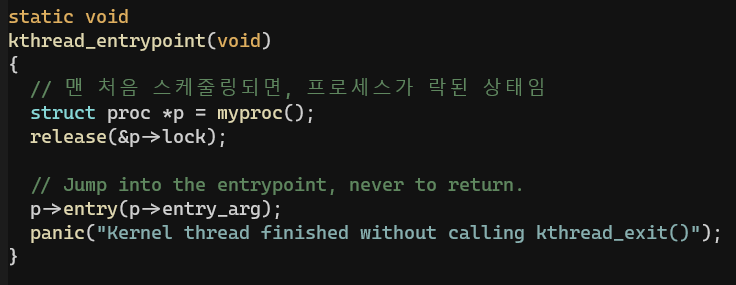 static void
kthread_entrypoint(void)
{
// 맨 처음 스케줄링되면, 프로세스가 락된 상태임
struct proc *p = myproc();
release(&p->lock);
// Jump into the entrypoint, never to return.
p->entry(p->entry_arg);
panic("Kernel thread finished without calling kthread_exit()");
}